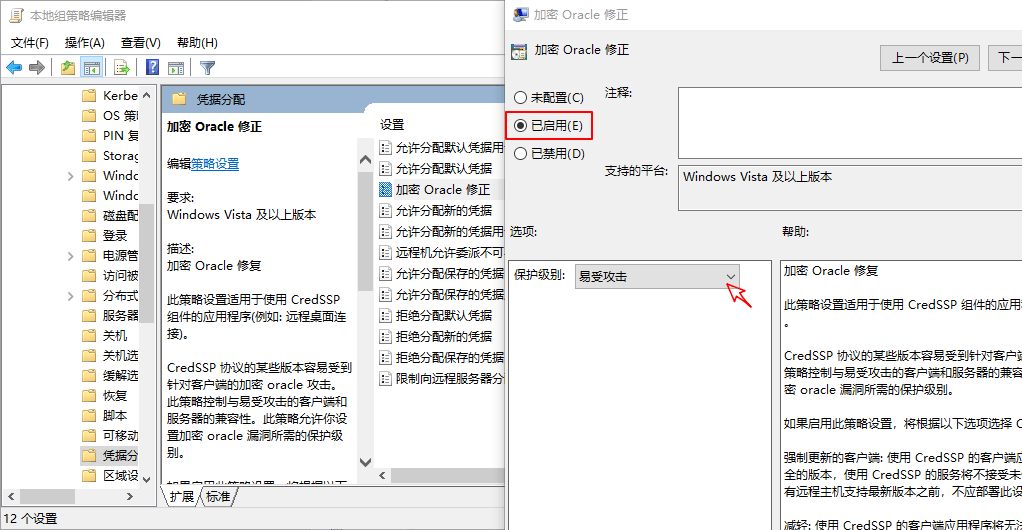 本地组策略编辑器
文件(F) 操作(A) 查看(V) 帮助(H)
Kerbe
OS 策
PIN 复
Storag
Windo
Windo
磁盘配
登录
电源管
访问被
分布式
服务器
关机
关机选
缓解选
恢复
脚本
可移动
凭据分
区域设
凭据分配
加密 Oracle 修正
编辑策略设置
要求:
Windows Vista 及以上版本
描述:
加密 Oracle 修复
此策略设置适用于使用 CredSSP
组件的应用程序(例如: 远程桌面连
接)。
CredSSP 协议的某些版本容易受到
针对客户端的加密 oracle 攻击。
此策略控制与易受攻击的客户端和
服务器的兼容性。此策略允许你设
置加密 oracle 漏洞所需的保护级
别。
设置
允许分配默认凭据用
允许分配默认凭据
加密 Oracle 修正
允许分配新的凭据
允许分配新的凭据用
远程机允许委派不可
允许分配保存的凭据
允许分配保存的凭据
拒绝分配默认凭据
拒绝分配新的凭据
拒绝分配保存的凭据
限制向远程服务器分
扩展 标准
12 个设置
加密 Oracle 修正
加密 Oracle 修正
上一个设置(P) 下一
未配置(C)
已启用(E)
已禁用(D)
注释:
支持的平台:
Windows Vista 及以上版本
选项:
帮助:
保护级别:
易受攻击
加密 Oracle 修复
此策略设置适用于使用 CredSSP 组件的应用
。
CredSSP 协议的某些版本容易受到针对客户
策略控制与易受攻击的客户端和服务器的兼容
密 oracle 漏洞所需的保护级别。
如果启用此策略设置，将根据以下选项选择 C
强制更新的客户端: 使用 CredSSP 的客户端应
全的版本，使用 CredSSP 的服务将不接受未
有远程主机支持最新版本之前，不应部署此设
减轻: 使用 CredSSP 的客户端应用程序将无法